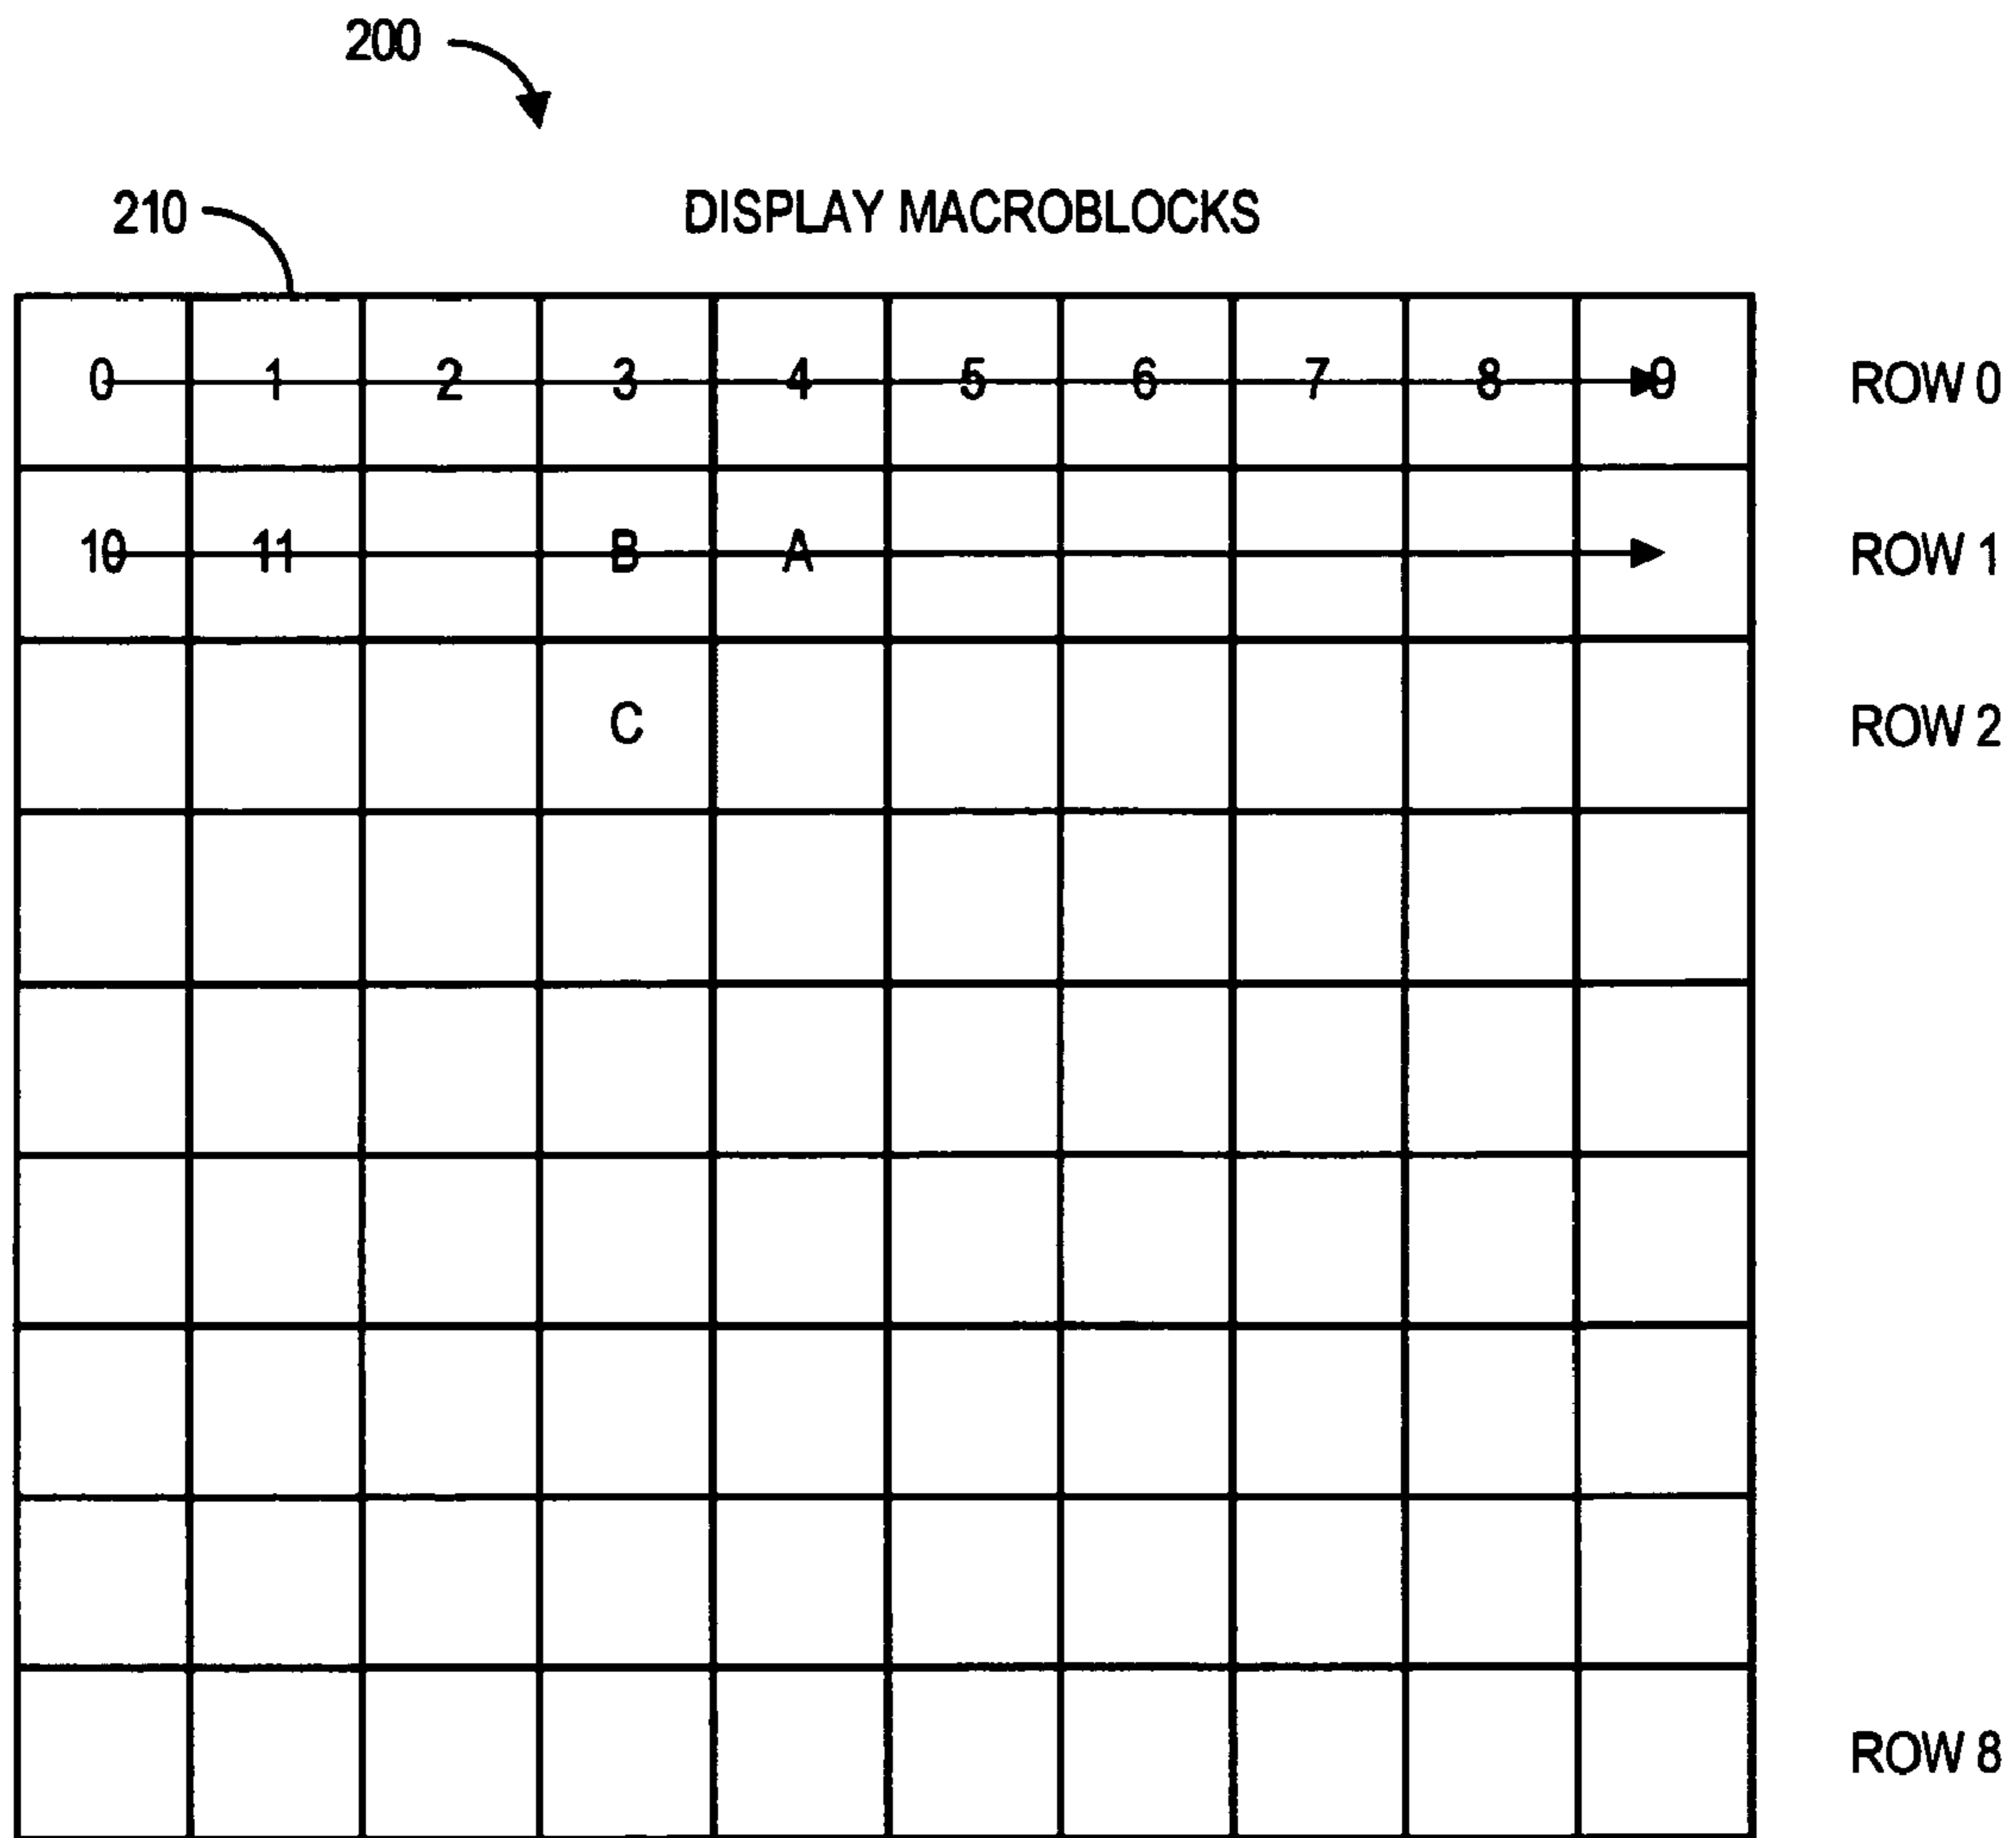 200
210
DISPLAY MACROBLOCKS
0 1 2 3 4 5 6 7 8 9 ROW 0
10 11 B A ROW 1
C ROW 2
ROW 8